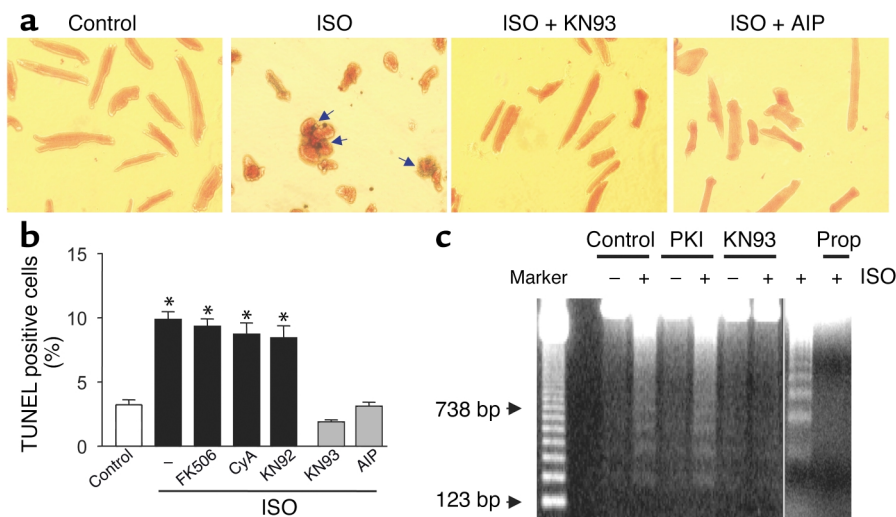 a
Control ISO ISO + KN93 ISO + AIP
b
TUNEL positive cells
(%)
15
10
5
0
* * * *
Control – FK506 CyA KN92 KN93 AIP
ISO
c
Control PKI KN93 Prop
Marker – + – + – + + + ISO
738 bp
123 bp